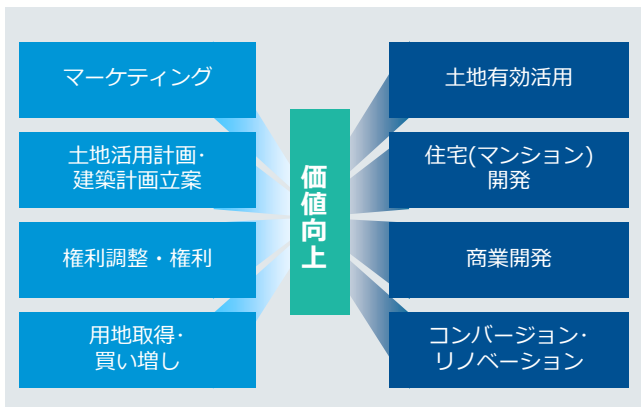 マーケティング
土地活用計画・
建築計画立案
権利調整・権利
用地取得・
買い増し
価値向上
土地有効活用
住宅(マンション)
開発
商業開発
コンバージョン・
リノベーション